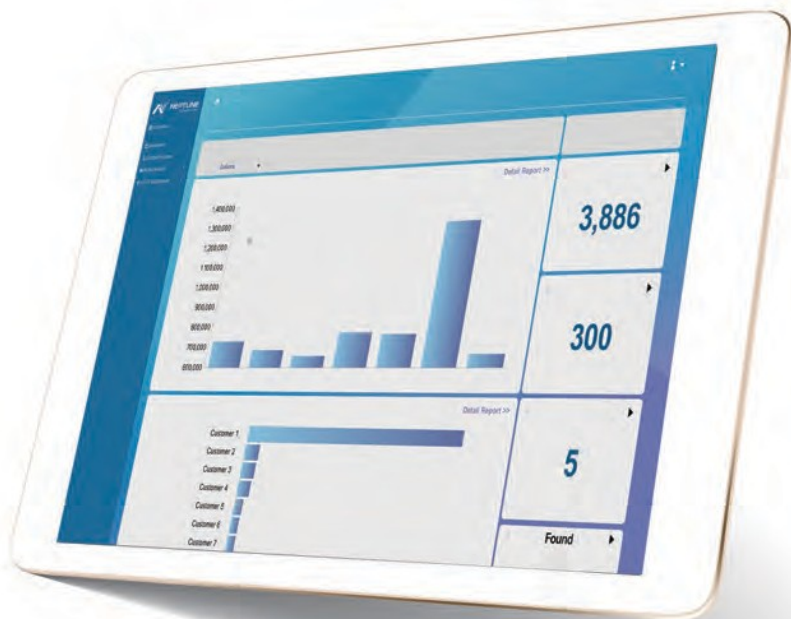 NEPTUNE
Gallons
Detail Report >>
1,400,000
1,300,000
1,200,000
1,100,000
1,000,000
900,000
800,000
700,000
600,000
3,886
300
Detail Report >>
Customer 1
Customer 2
Customer 3
Customer 4
Customer 5
Customer 6
Customer 7
5
Found